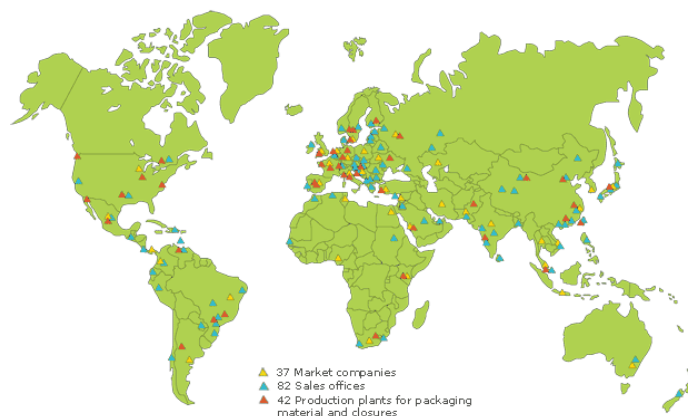 37 Market companies
82 Sales offices
42 Production plants for packaging
material and closures